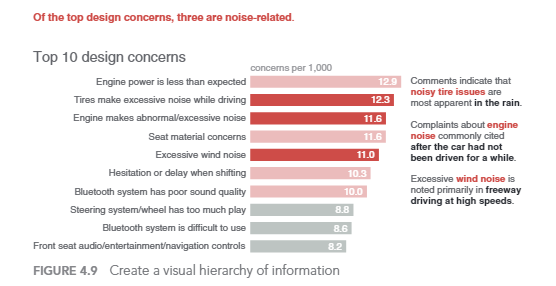 Of the top design concerns, three are noise-related.
Top 10 design concerns
concerns per 1,000
Engine power is less than expected 12.9
Tires make excessive noise while driving 12.3
Engine makes abnormal/excessive noise 11.6
Seat material concerns 11.6
Excessive wind noise 11.0
Hesitation or delay when shifting 10.3
Bluetooth system has poor sound quality 10.0
Steering system/wheel has too much play 8.8
Bluetooth system is difficult to use 8.6
Front seat audio/entertainment/navigation controls 8.2
Comments indicate that
noisy tire issues are
most apparent in the rain.
Complaints about engine
noise commonly cited
after the car had not
been driven for a while.
Excessive wind noise is
noted primarily in freeway
driving at high speeds.
FIGURE 4.9 Create a visual hierarchy of information